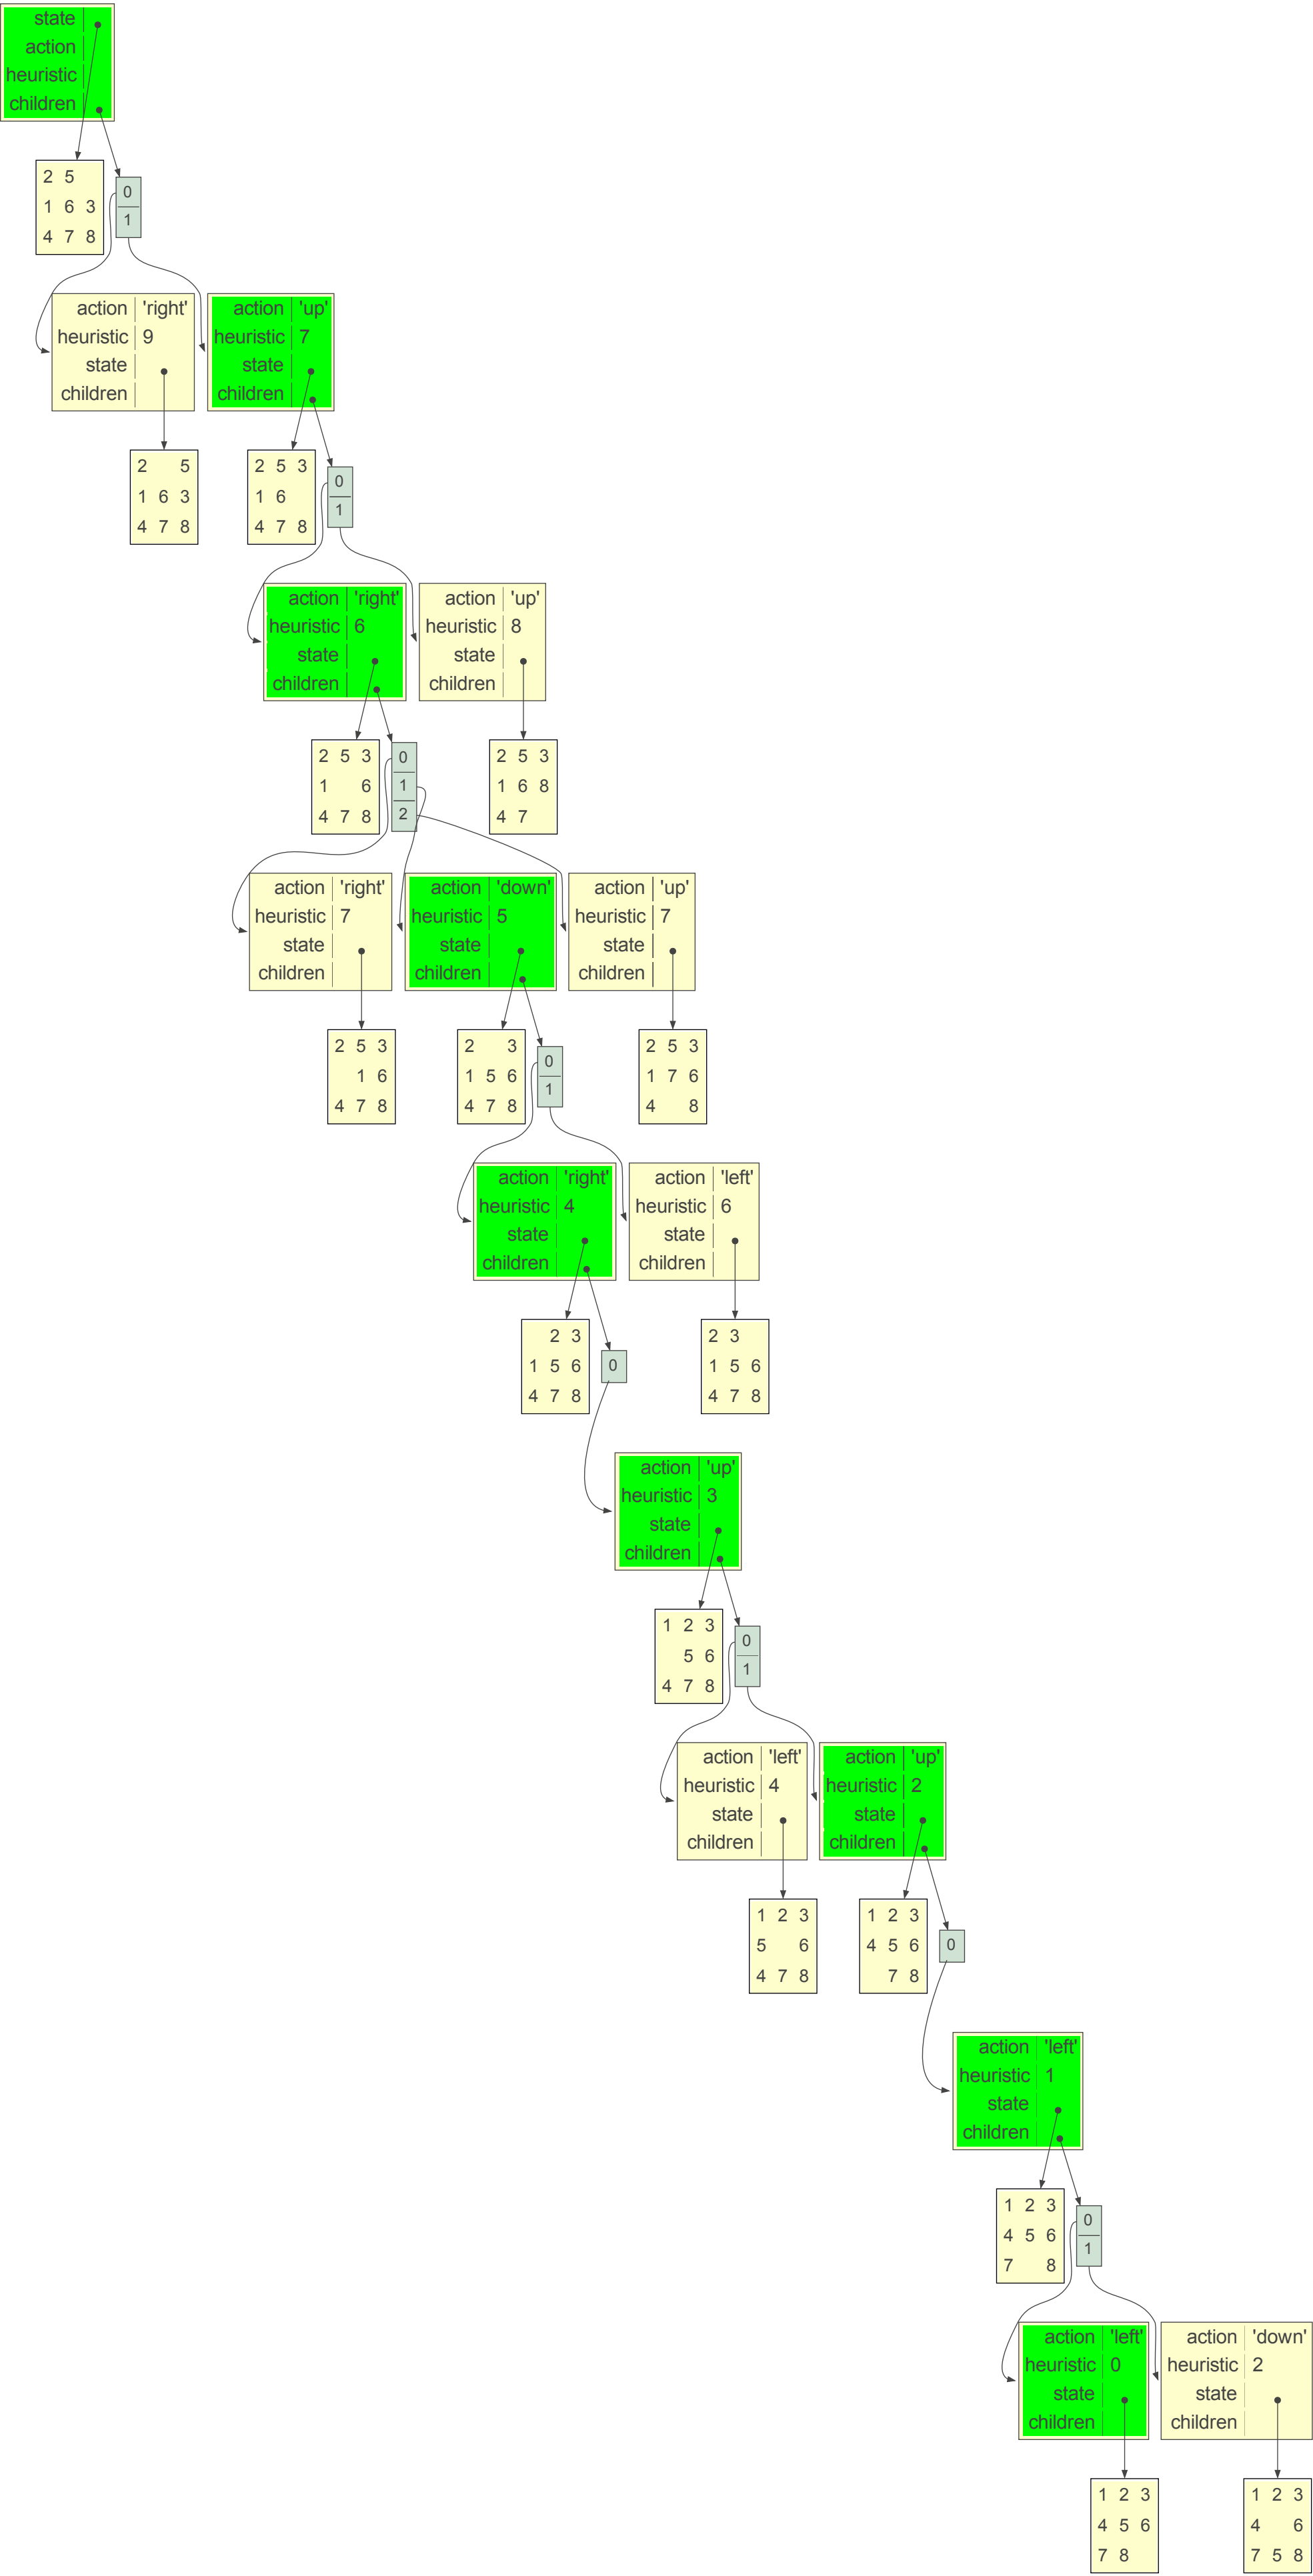 state
action
heuristic
children
2 5
1 6 3
4 7 8
0
1
action 'right'
heuristic 9
state
children
action 'up'
heuristic 7
state
children
2 5
1 6 3
4 7 8
2 5 3
1 6
4 7 8
0
1
action 'right'
heuristic 6
state
children
action 'up'
heuristic 8
state
children
2 5 3
1 6
4 7 8
0
1
2
2 5 3
1 6 8
4 7
action 'right'
heuristic 7
state
children
action 'down'
heuristic 5
state
children
action 'up'
heuristic 7
state
children
2 5 3
1 6
4 7 8
2 3
1 5 6
4 7 8
0
1
2 5 3
1 7 6
4 8
action 'right'
heuristic 4
state
children
action 'left'
heuristic 6
state
children
2 3
1 5 6
4 7 8
0
2 3
1 5 6
4 7 8
action 'up'
heuristic 3
state
children
1 2 3
5 6
4 7 8
0
1
action 'left'
heuristic 4
state
children
action 'up'
heuristic 2
state
children
1 2 3
5 6
4 7 8
1 2 3
4 5 6
7 8
0
action 'left'
heuristic 1
state
children
1 2 3
4 5 6
7 8
0
1
action 'left'
heuristic 0
state
children
action 'down'
heuristic 2
state
children
1 2 3
4 5 6
7 8
1 2 3
4 6
7 5 8